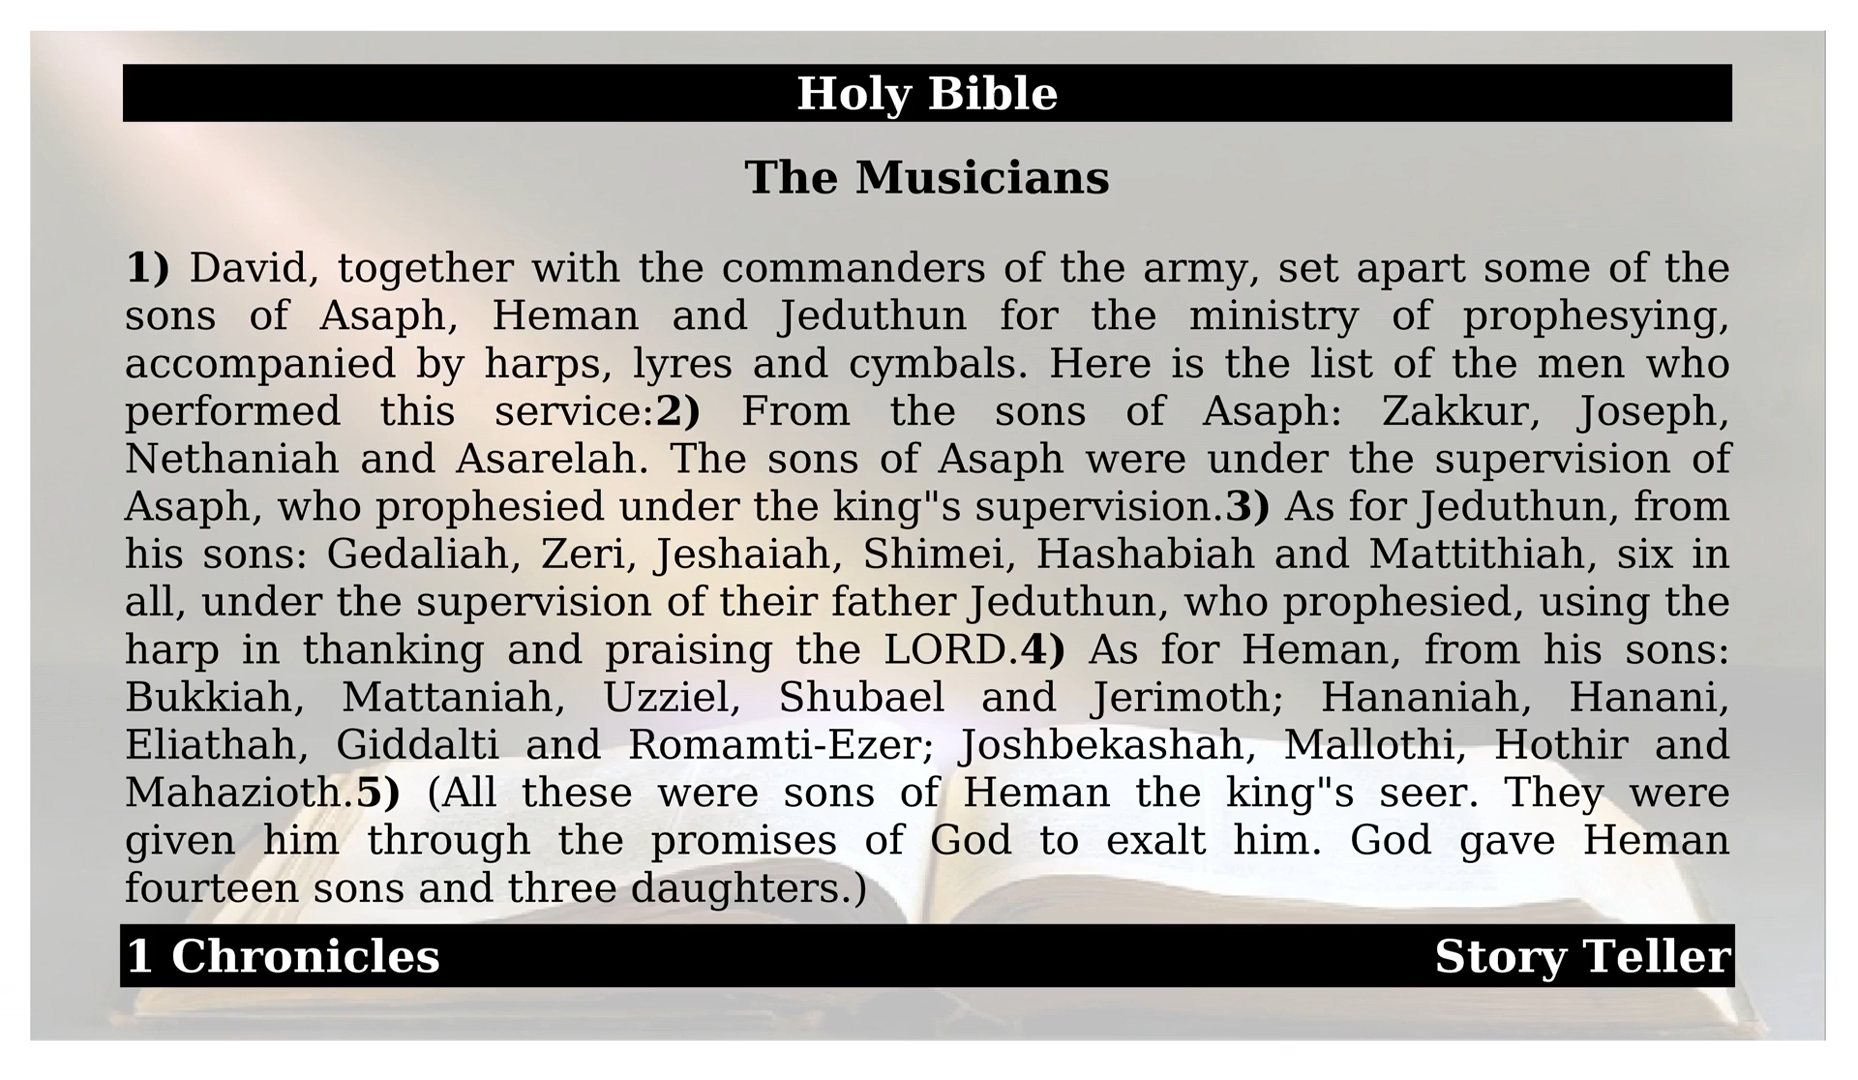 Holy Bible
The Musicians
1) David, together with the commanders of the army, set apart some of the
sons of Asaph, Heman and Jeduthun for the ministry of prophesying,
accompanied by harps, lyres and cymbals. Here is the list of the men who
performed this service:2) From the sons of Asaph: Zakkur, Joseph,
Nethaniah and Asarelah. The sons of Asaph were under the supervision of
Asaph, who prophesied under the king"s supervision.3) As for Jeduthun, from
his sons: Gedaliah, Zeri, Jeshaiah, Shimei, Hashabiah and Mattithiah, six in
all, under the supervision of their father Jeduthun, who prophesied, using the
harp in thanking and praising the LORD.4) As for Heman, from his sons:
Bukkiah, Mattaniah, Uzziel, Shubael and Jerimoth; Hananiah, Hanani,
Eliathah, Giddalti and Romamti-Ezer; Joshbekashah, Mallothi, Hothir and
Mahazioth.5) (All these were sons of Heman the king"s seer. They were
given him through the promises of God to exalt him. God gave Heman
fourteen sons and three daughters.)
1 Chronicles Story Teller